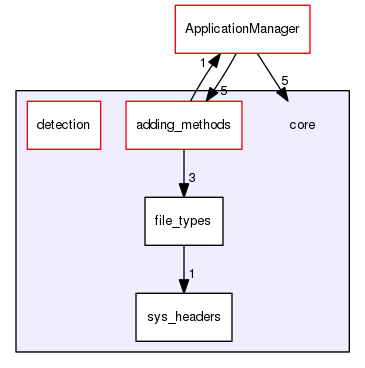 ApplicationManager
1
5
5
detection
adding_methods
core
3
file_types
1
sys_headers